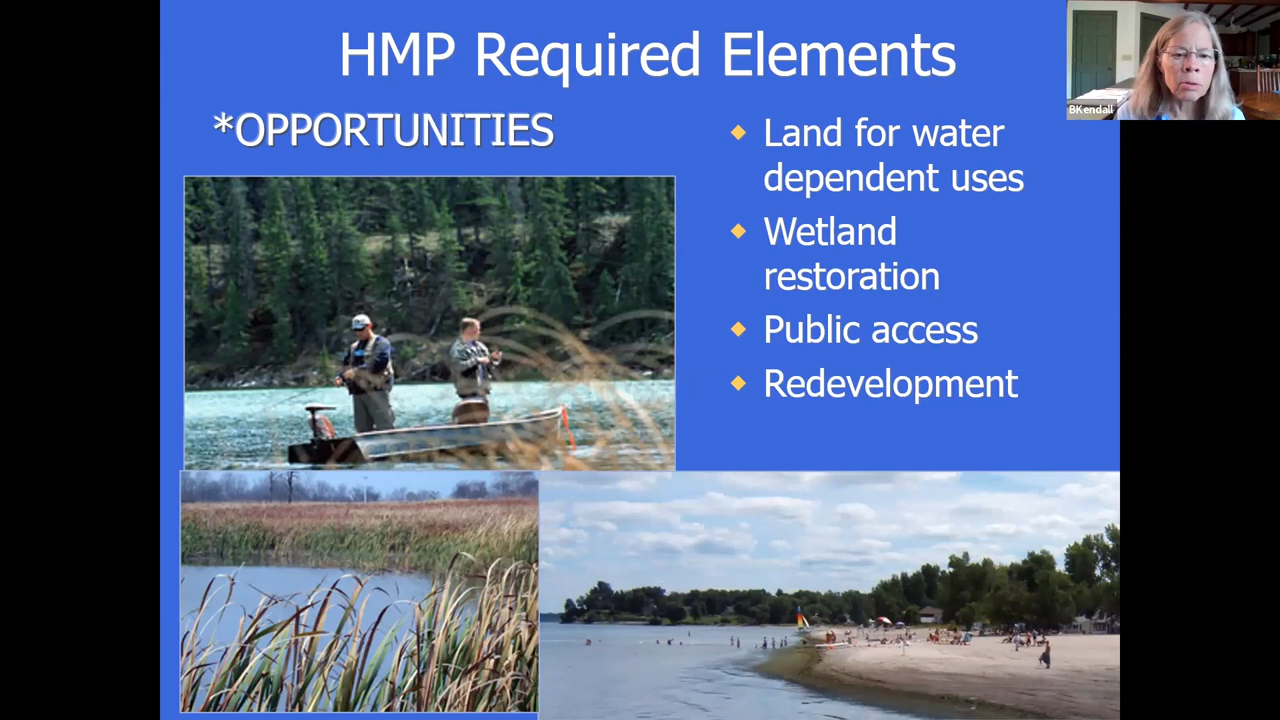 HMP Required Elements
BKendall
*OPPORTUNITIES
Land for water
dependent uses
Wetland
restoration
Public access
Redevelopment